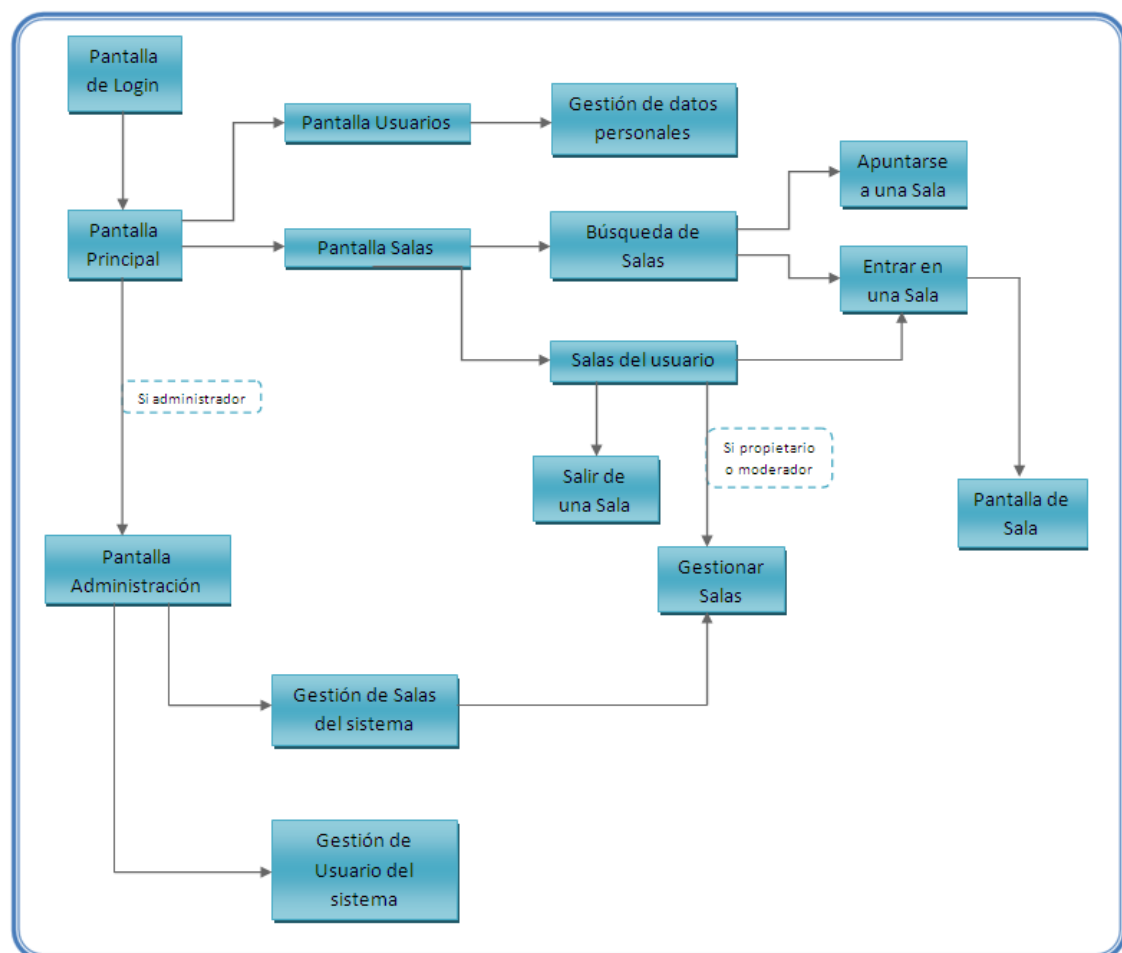 Pantalla
de Login
Pantalla Usuarios
Gestión de datos
personales
Apuntarse
a una Sala
Pantalla
Principal
Pantalla Salas
Búsqueda de
Salas
Entrar en
una Sala
Salas del usuario
Si administrador
Si propietario
o moderador
Salir de
una Sala
Pantalla de
Sala
Pantalla
Administración
Gestionar
Salas
Gestión de Salas
del sistema
Gestión de
Usuario del
sistema